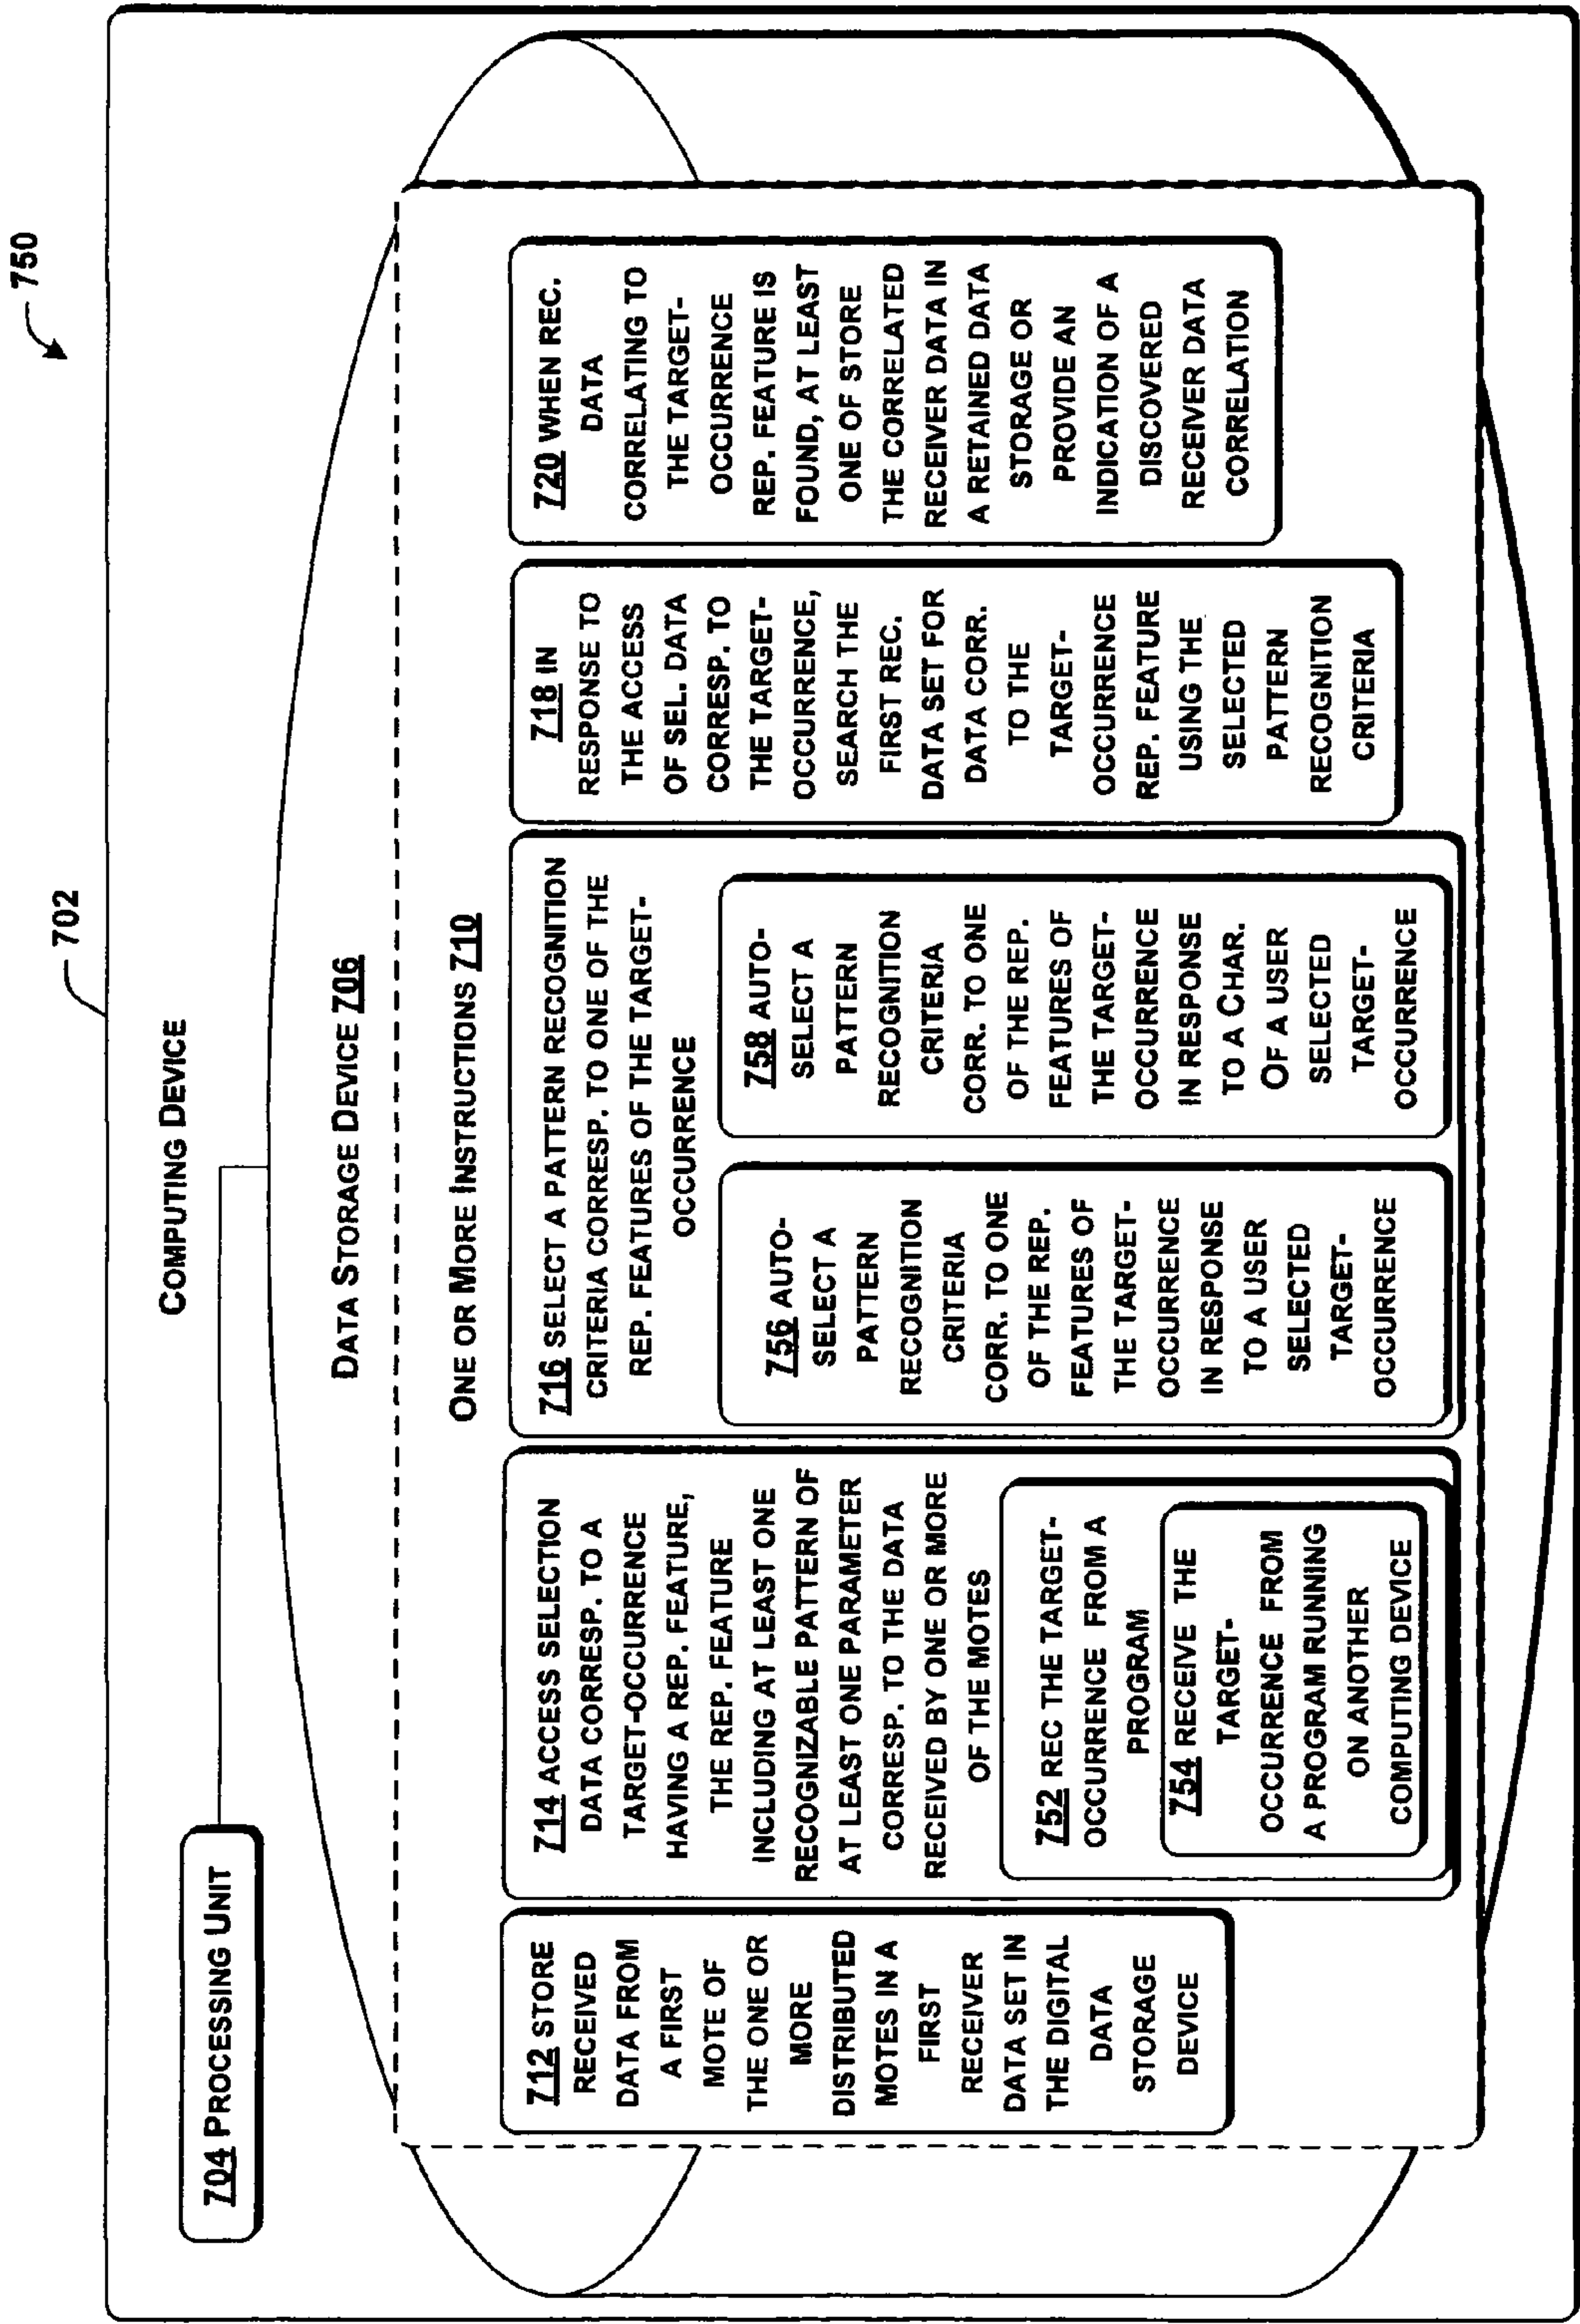 750
702
COMPUTING DEVICE
704 PROCESSING UNIT
DATA STORAGE DEVICE 706
ONE OR MORE INSTRUCTIONS 710
712 STORE
RECEIVED
DATA FROM
A FIRST
MOTE OF
THE ONE OR
MORE
DISTRIBUTED
MOTES IN A
FIRST
RECEIVER
DATA SET IN
THE DIGITAL
DATA
STORAGE
DEVICE
714 ACCESS SELECTION
DATA CORRESP. TO A
TARGET-OCCURRENCE
HAVING A REP. FEATURE,
THE REP. FEATURE
INCLUDING AT LEAST ONE
RECOGNIZABLE PATTERN OF
AT LEAST ONE PARAMETER
CORRESP. TO THE DATA
RECEIVED BY ONE OR MORE
OF THE MOTES
752 REC THE TARGET-
OCCURRENCE FROM A
PROGRAM
754 RECEIVE THE
TARGET-
OCCURRENCE FROM
A PROGRAM RUNNING
ON ANOTHER
COMPUTING DEVICE
716 SELECT A PATTERN RECOGNITION
CRITERIA CORRESP. TO ONE OF THE
REP. FEATURES OF THE TARGET-
OCCURRENCE
756 AUTO-
SELECT A
PATTERN
RECOGNITION
CRITERIA
CORR. TO ONE
OF THE REP.
FEATURES OF
THE TARGET-
OCCURRENCE
IN RESPONSE
TO A USER
SELECTED
TARGET-
OCCURRENCE
758 AUTO-
SELECT A
PATTERN
RECOGNITION
CRITERIA
CORR. TO ONE
OF THE REP.
FEATURES OF
THE TARGET-
OCCURRENCE
IN RESPONSE
TO A CHAR.
OF A USER
SELECTED
TARGET-
OCCURRENCE
718 IN
RESPONSE TO
THE ACCESS
OF SEL. DATA
CORRESP. TO
THE TARGET-
OCCURRENCE,
SEARCH THE
FIRST REC.
DATA SET FOR
DATA CORR.
TO THE
TARGET-
OCCURRENCE
REP. FEATURE
USING THE
SELECTED
PATTERN
RECOGNITION
CRITERIA
720 WHEN REC.
DATA
CORRELATING TO
THE TARGET-
OCCURRENCE
REP. FEATURE IS
FOUND, AT LEAST
ONE OF STORE
THE CORRELATED
RECEIVER DATA IN
A RETAINED DATA
STORAGE OR
PROVIDE AN
INDICATION OF A
DISCOVERED
RECEIVER DATA
CORRELATION